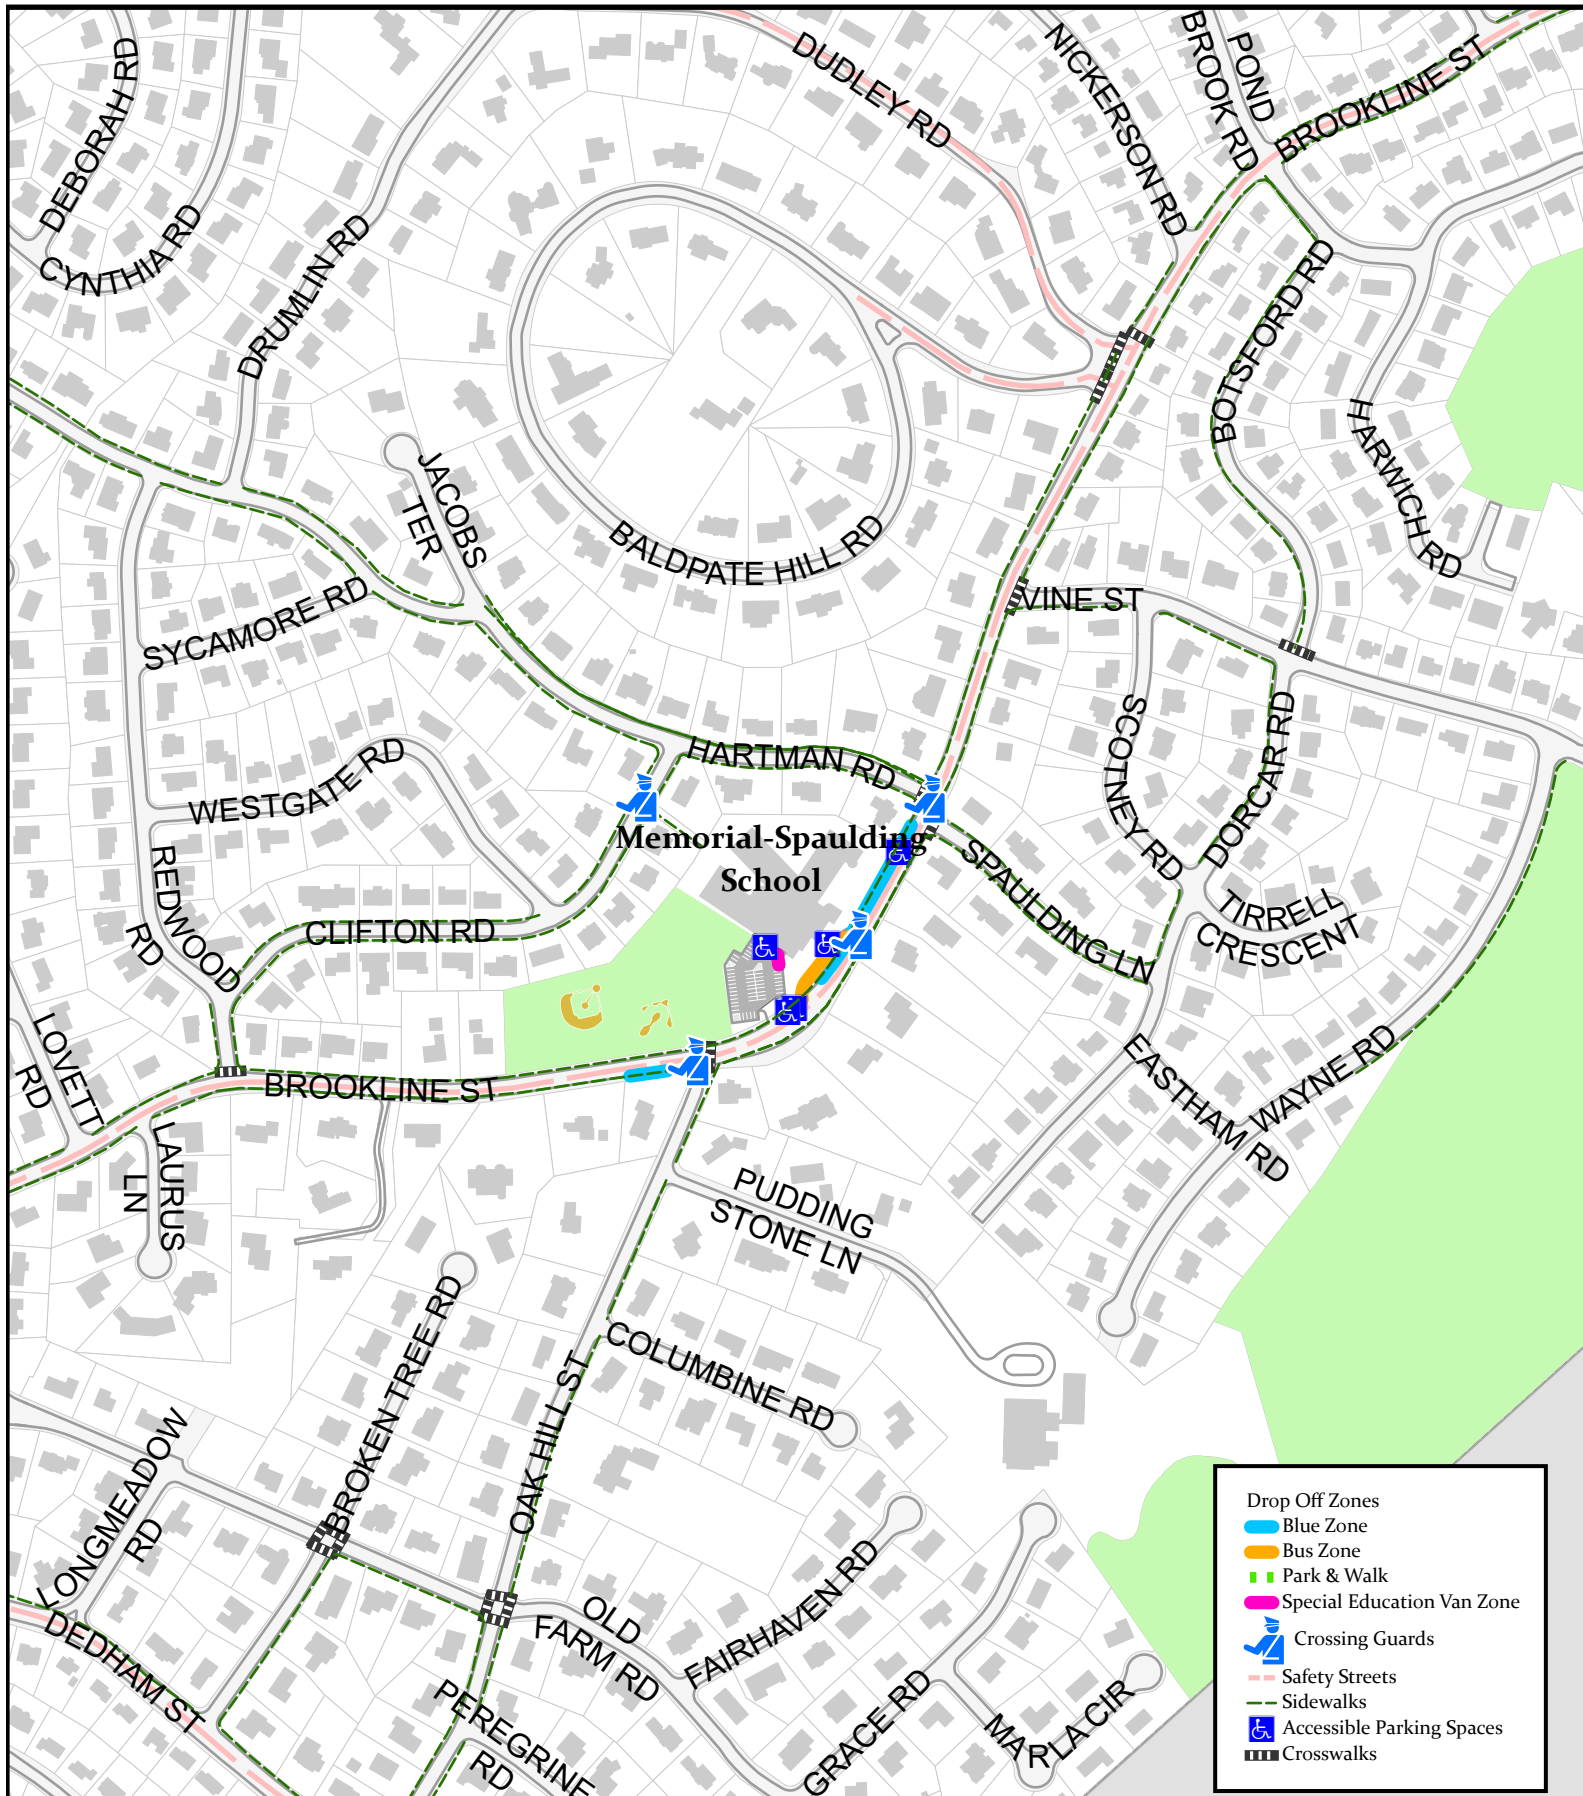 DEBORAH RD
CYNTHIA RD
DRUMLIN RD
DUDLEY RD
NICKERSON RD
POND
BROOK RD
BROOKLINE ST
BOTSFORD RD
HARWICH RD
JACOBS
TER
BALDPATE HILL RD
VINE ST
SYCAMORE RD
WESTGATE RD
HARTMAN RD
SCOTNEY RD
DORCAR RD
Memorial-Spaulding
School
SPAULDING LN
TIRRELL
CRESCENT
REDWOOD
RD
CLIFTON RD
LOVETT
RD
BROOKLINE ST
LAURUS
LN
EASTHAM RD
WAYNE RD
PUDDING
STONE LN
BROKEN TREE RD
COLUMBINE RD
OAK HILL ST
LONGMEADOW
RD
DEDHAM ST
OLD
FARM RD
FAIRHAVEN RD
PEREGRINE
RD
GRACE RD
MARLA CIR
Drop Off Zones
Blue Zone
Bus Zone
Park & Walk
Special Education Van Zone
Crossing Guards
Safety Streets
Sidewalks
Accessible Parking Spaces
Crosswalks